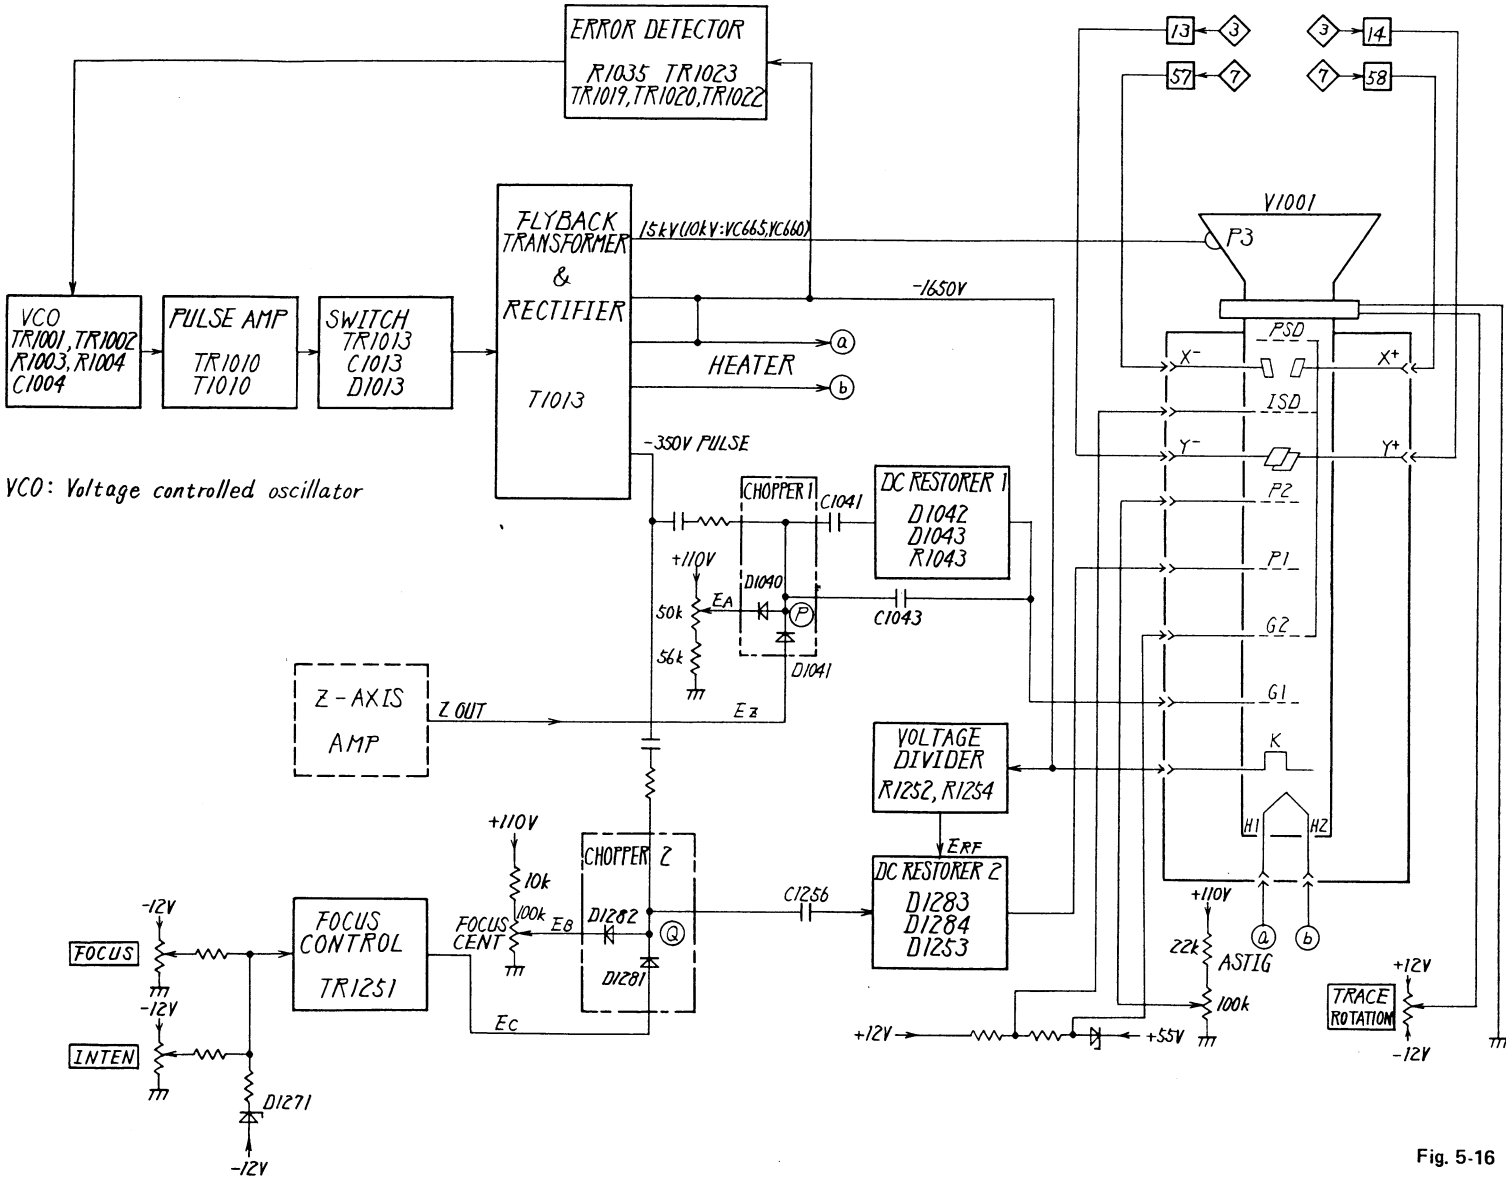 ERROR DETECTOR
R1035 TR1023
TR1019, TR1020, TR1022
13
3
3
14
57
7
7
58
V1001
P3
FLYBACK
TRANSFORMER
&
RECTIFIER
T1013
15kV(10kV:VC665,VC660)
-1650V
a
HEATER
b
VCO
TR1001, TR1002
R1003, R1004
C1004
PULSE AMP
TR1010
T1010
SWITCH
TR1013
C1013
D1013
PSD
X-
X+
ISD
Y-
Y+
P2
P1
G2
G1
K
H1
H2
-350V PULSE
VCO: Voltage controlled oscillator
CHOPPER 1
C1041
DC RESTORER 1
D1042
D1043
R1043
+110V
D1040
50k
EA
P
C1043
56k
D1041
Z-AXIS
AMP
Z OUT
EZ
VOLTAGE
DIVIDER
R1252, R1254
ERF
+110V
CHOPPER 2
10k
100k
FOCUS
CENT
EB
D1282
Q
D1281
C1256
DC RESTORER 2
D1283
D1284
D1253
-12V
FOCUS
FOCUS
CONTROL
TR1251
EC
-12V
INTEN
D1271
-12V
+110V
22k
ASTIG
100k
a
b
+12V
+55V
+12V
TRACE
ROTATION
-12V
Fig. 5-16